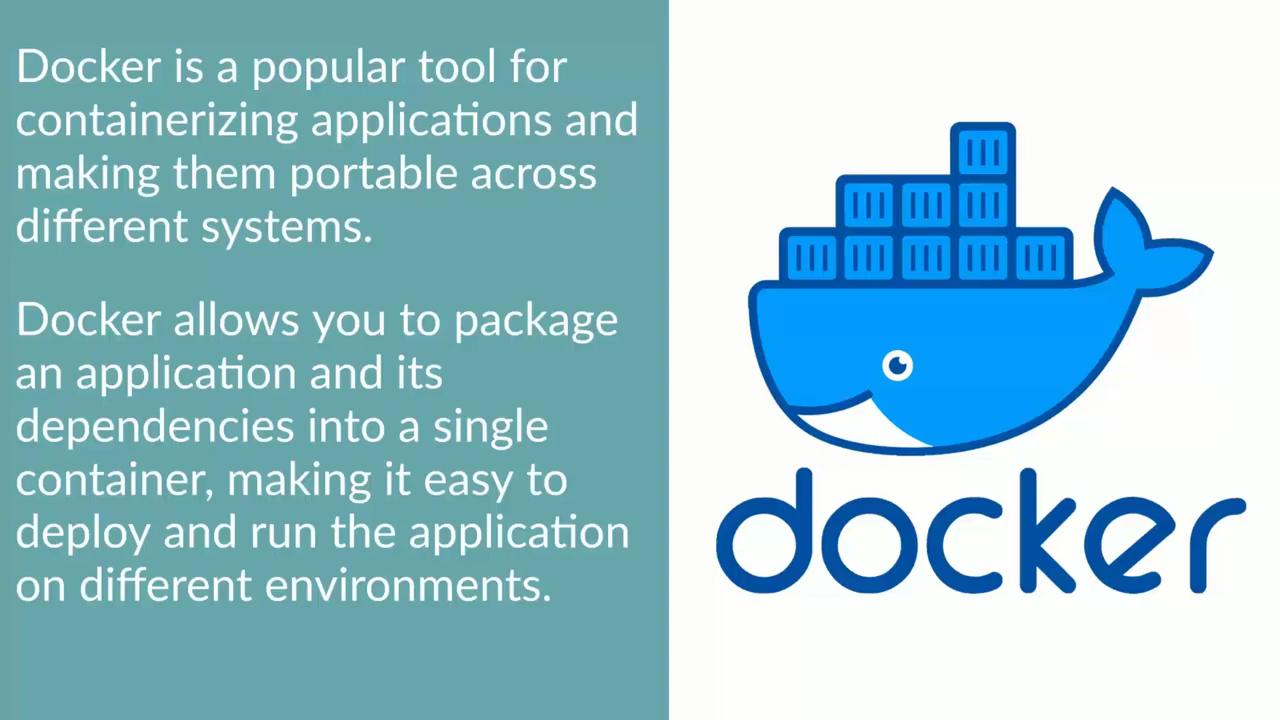 Docker is a popular tool for
containerizing applications and
making them portable across
different systems.
Docker allows you to package
an application and its
dependencies into a single
container, making it easy to
deploy and run the application
on different environments.
docker